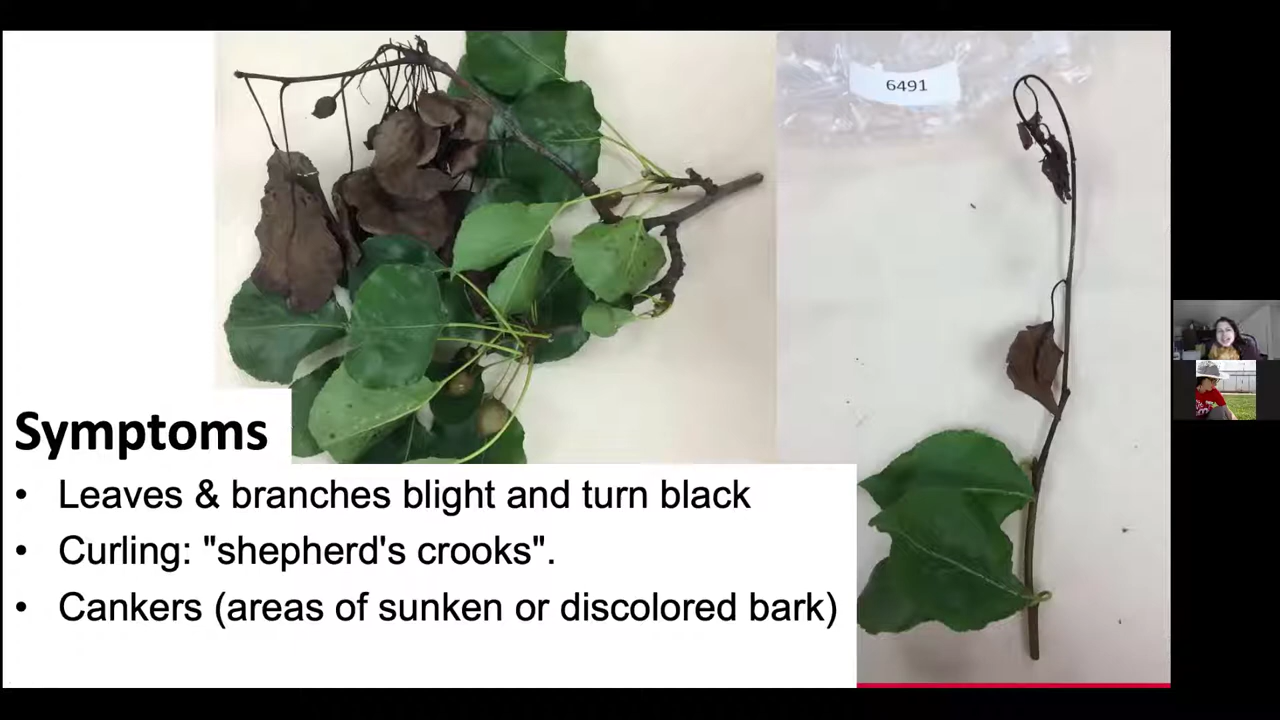 6491
Symptoms
• Leaves & branches blight and turn black
• Curling: "shepherd's crooks".
• Cankers (areas of sunken or discolored bark)